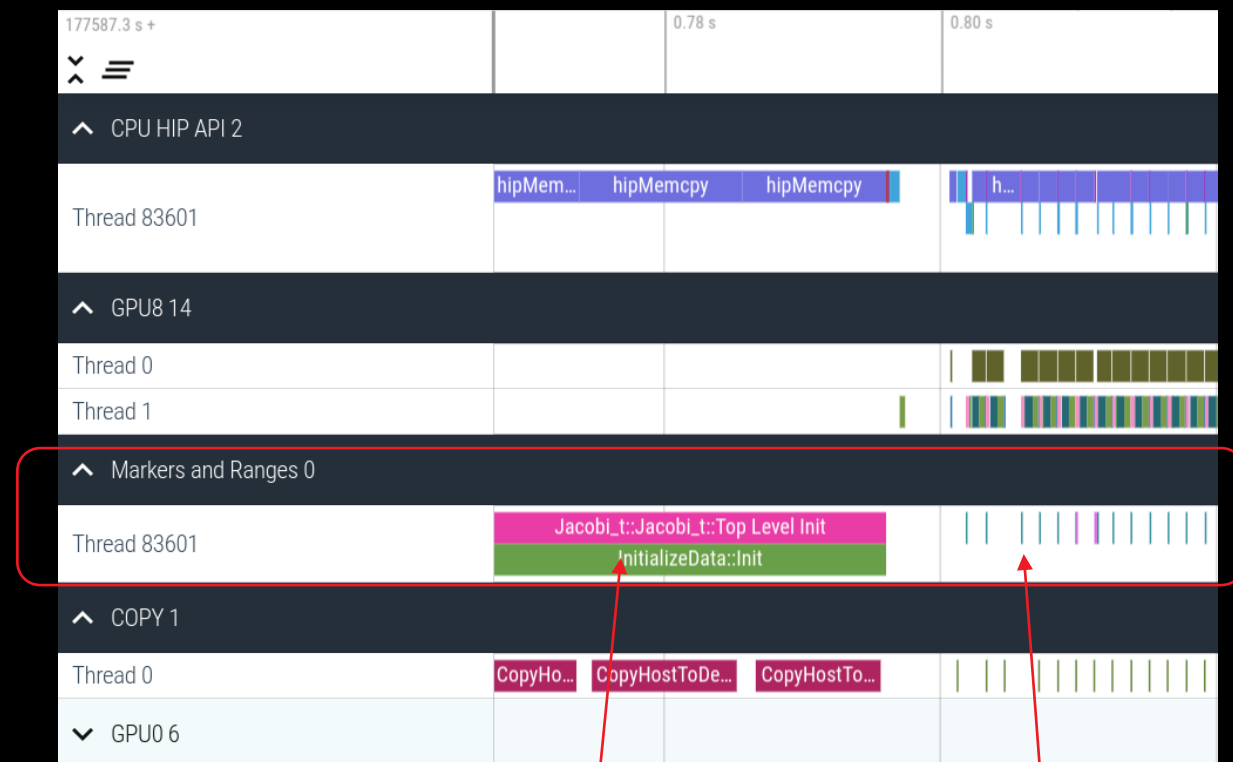 177587.3 s +
0.78 s
0.80 s
CPU HIP API 2
Thread 83601
hipMem... hipMemcpy hipMemcpy h...
GPU8 14
Thread 0
Thread 1
Markers and Ranges 0
Thread 83601
Jacobi_t::Jacobi_t::Top Level Init
InitializeData::Init
COPY 1
Thread 0
CopyHo... CopyHostToDe... CopyHostTo...
GPU0 6